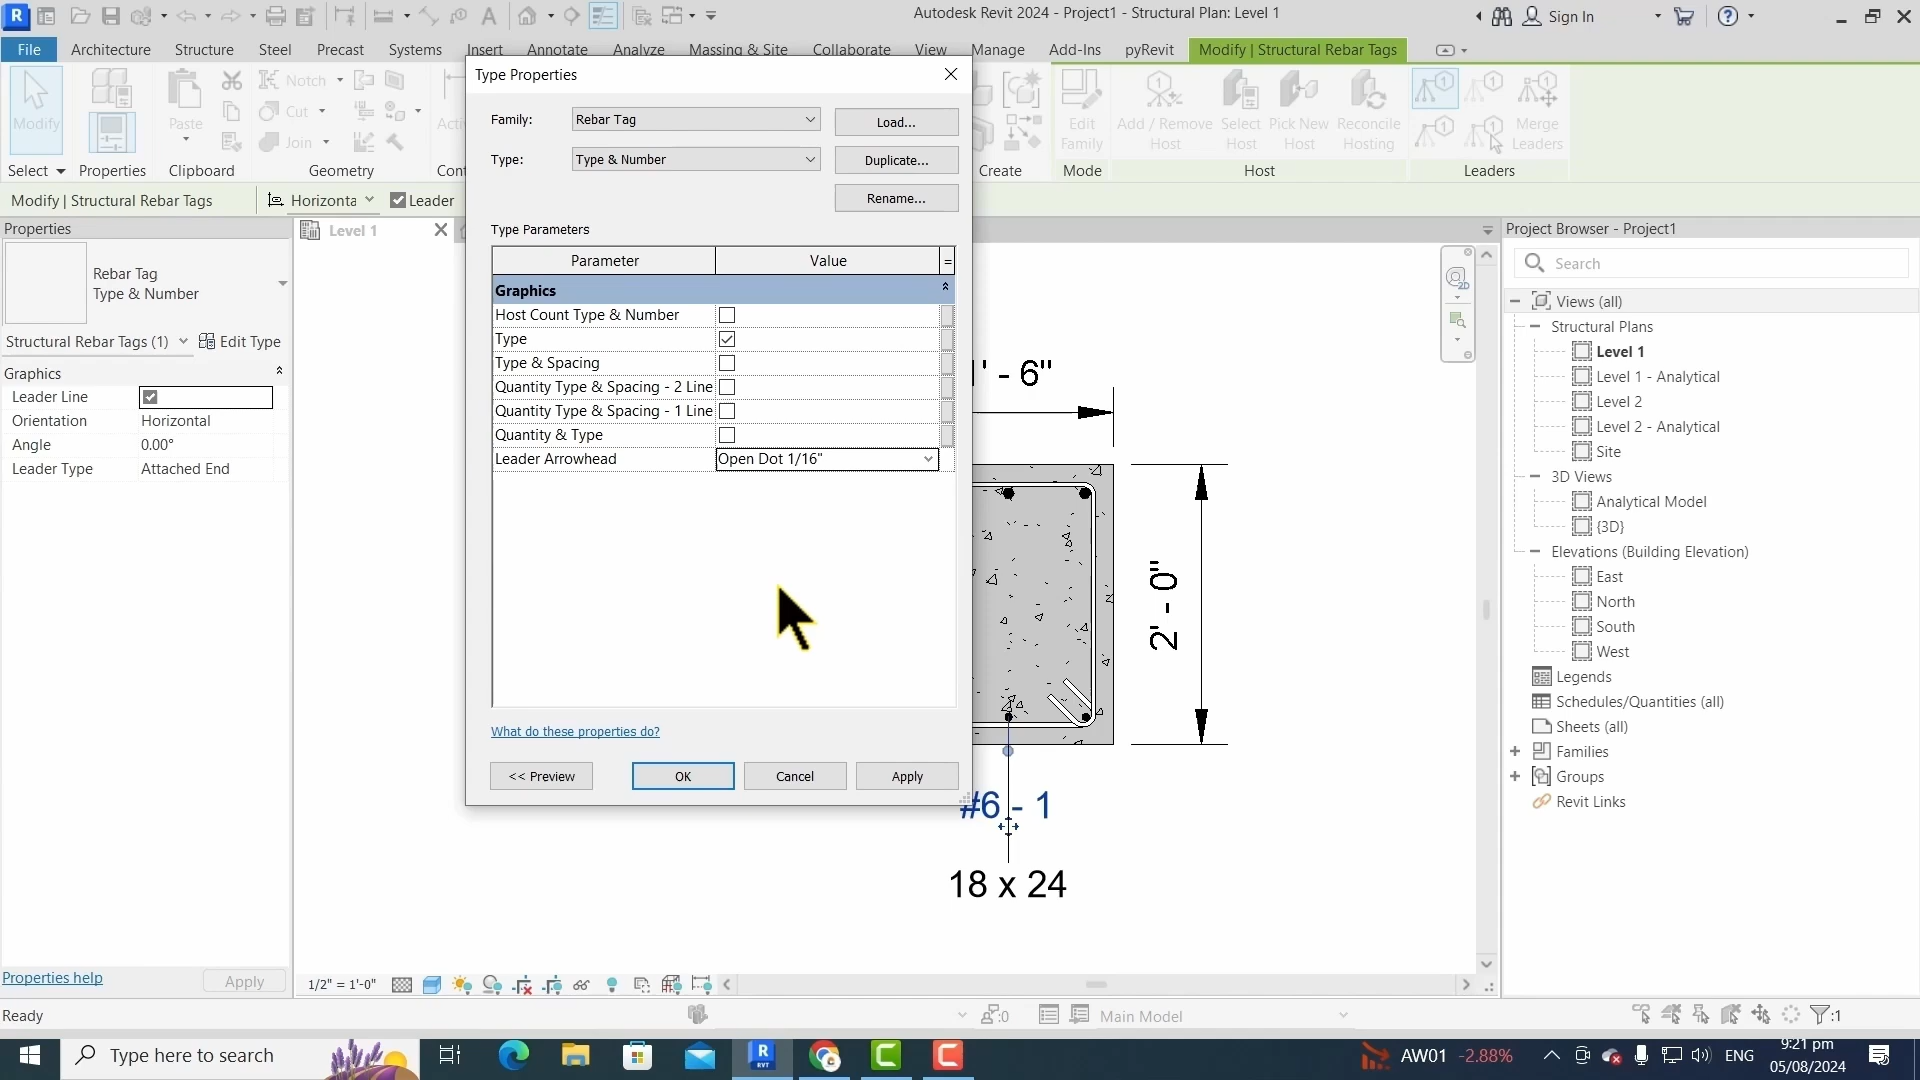 Autodesk Revit 2024 - Project1 - Structural Plan: Level 1
Sign In
File Architecture Structure Steel Precast Systems Insert Annotate Analyze Massing & Site Collaborate View Manage Add-Ins pyRevit Modify | Structural Rebar Tags
Modify
Paste
Notch
Cut
Join
Edit Family
Add / Remove Host
Select Host
Pick New Host
Reconcile Hosting
Merge Leaders
Select Properties Clipboard Geometry Create Mode Host Leaders
Modify | Structural Rebar Tags Horizonta Leader
Properties
Rebar Tag
Type & Number
Structural Rebar Tags (1) Edit Type
Graphics
Leader Line
Orientation Horizontal
Angle 0.00°
Leader Type Attached End
Properties help Apply
Level 1
Type Properties
Family: Rebar Tag Load...
Type: Type & Number Duplicate...
Rename...
Type Parameters
Parameter Value =
Graphics
Host Count Type & Number
Type
Type & Spacing
Quantity Type & Spacing - 2 Line
Quantity Type & Spacing - 1 Line
Quantity & Type
Leader Arrowhead Open Dot 1/16"
What do these properties do?
<< Preview OK Cancel Apply
' - 6"
2' - 0"
#6 - 1
18 x 24
2D
Project Browser - Project1
Search
Views (all)
Structural Plans
Level 1
Level 1 - Analytical
Level 2
Level 2 - Analytical
Site
3D Views
Analytical Model
{3D}
Elevations (Building Elevation)
East
North
South
West
Legends
Schedules/Quantities (all)
Sheets (all)
Families
Groups
Revit Links
1/2" = 1'-0"
Ready :0 Main Model :1
Type here to search AW01 -2.88% ENG 9:21 pm
05/08/2024